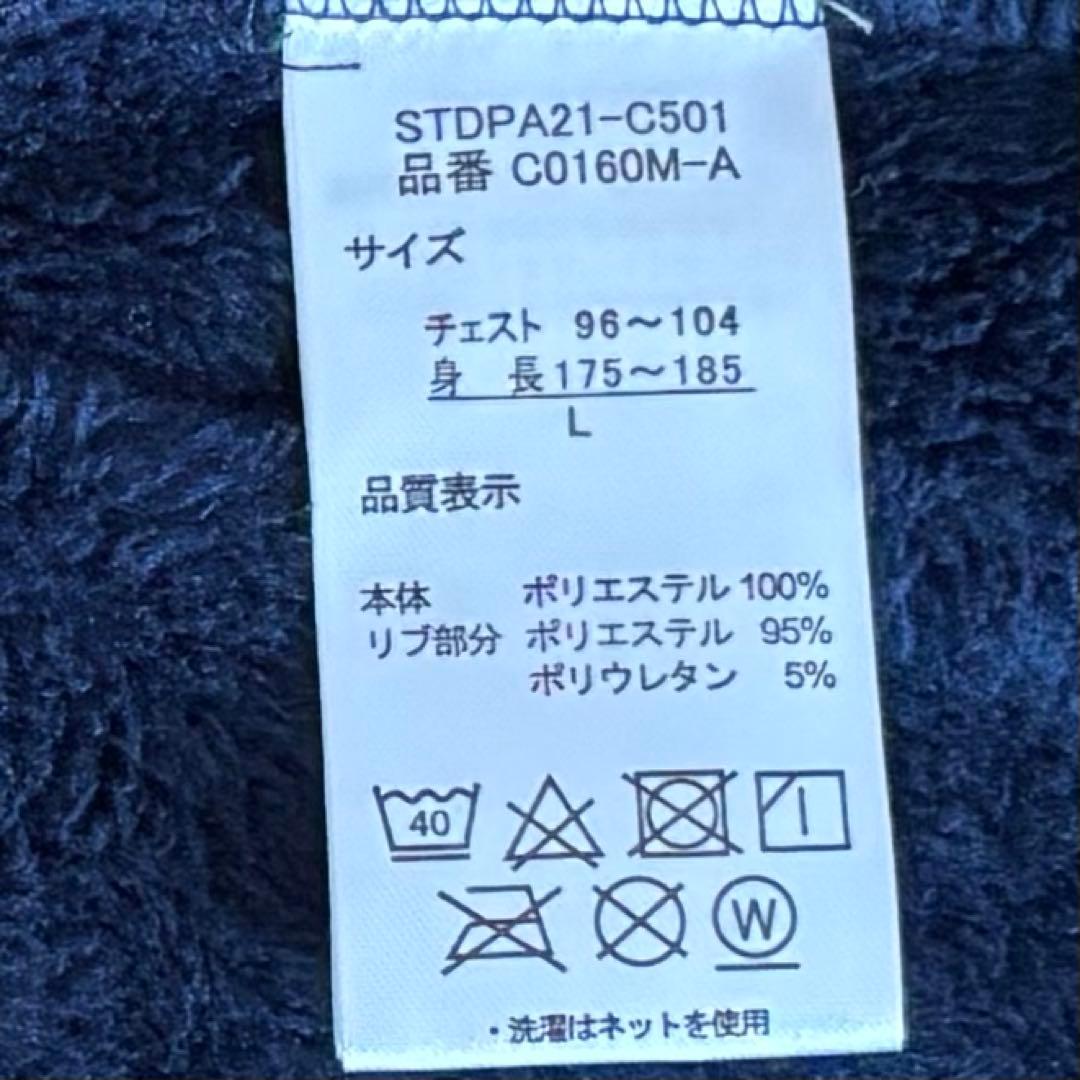 STDPA21-C501
品番 C0160M-A
サイズ
チェスト 96～104
身 長 175～185
L
品質表示
本体 ポリエステル 100%
リブ部分 ポリエステル 95%
ポリウレタン 5%
40
W
・洗濯はネットを使用